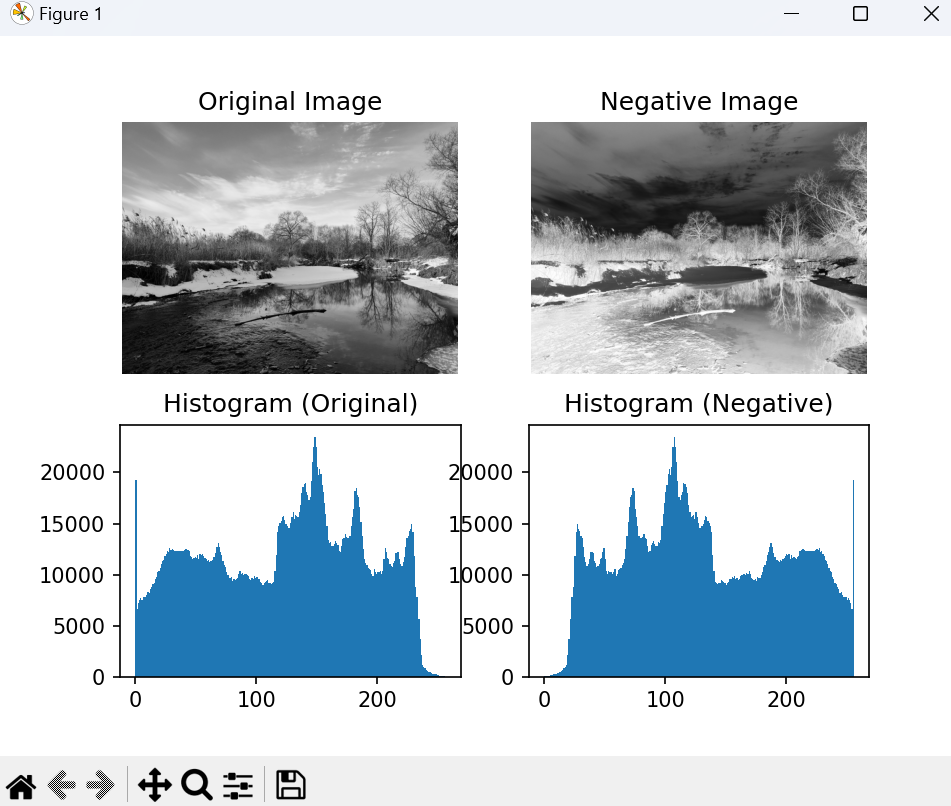 Figure 1
Original Image
Negative Image
Histogram (Original)
Histogram (Negative)
20000
15000
10000
5000
0
0 100 200
20000
15000
10000
5000
0
0 100 200